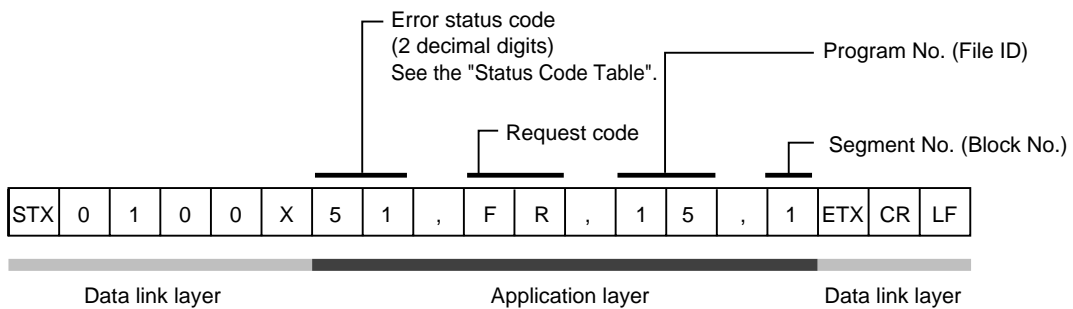 Error status code
(2 decimal digits)
See the "Status Code Table".
Program No. (File ID)
Request code
Segment No. (Block No.)
STX 0 1 0 0 X 5 1 , F R , 1 5 , 1 ETX CR LF
Data link layer Application layer Data link layer